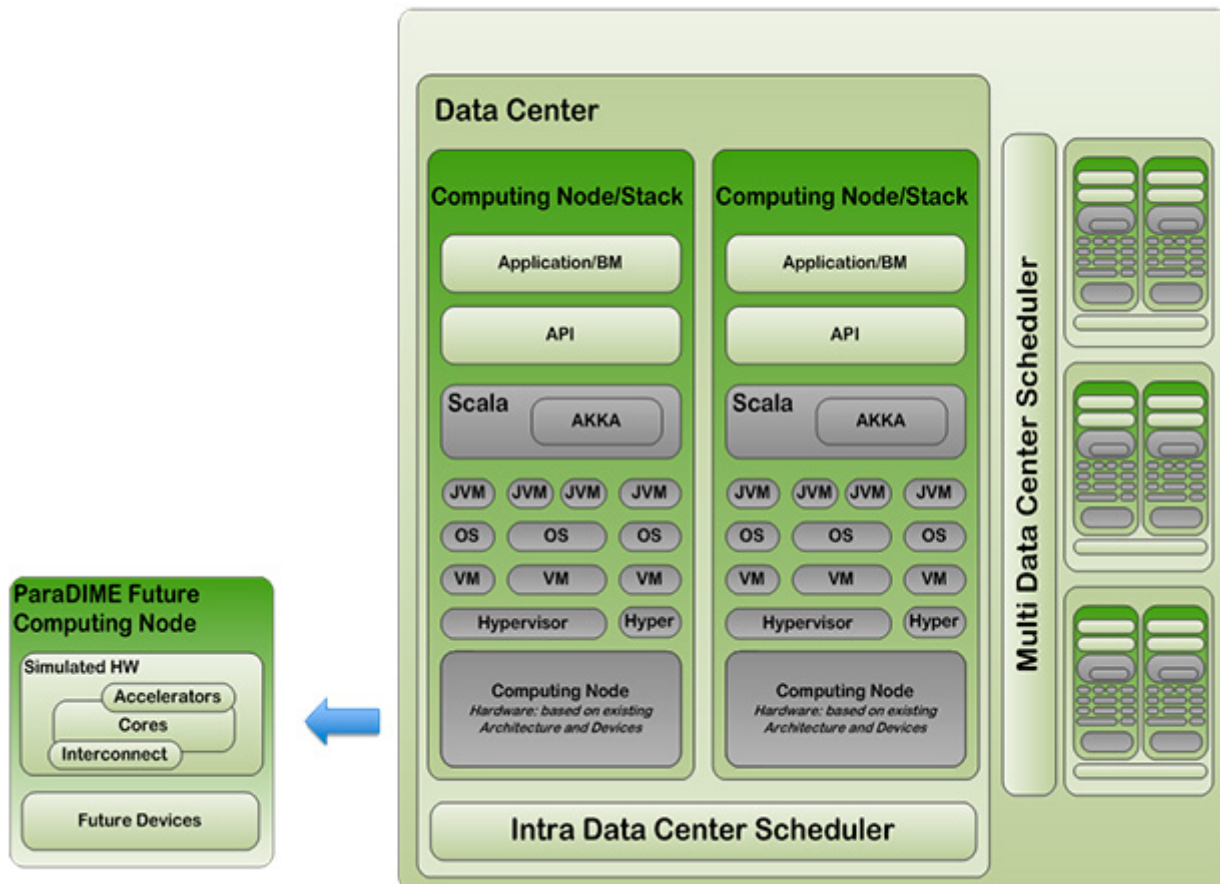 Data Center
Computing Node/Stack
Application/BM
API
Scala
AKKA
JVM JVM JVM JVM
OS OS OS
VM VM VM
Hypervisor Hyper
Computing Node
Hardware: based on existing
Architecture and Devices
Computing Node/Stack
Application/BM
API
Scala
AKKA
JVM JVM JVM JVM
OS OS OS
VM VM VM
Hypervisor Hyper
Computing Node
Hardware: based on existing
Architecture and Devices
Intra Data Center Scheduler
Multi Data Center Scheduler
ParaDIME Future
Computing Node
Simulated HW
Accelerators
Cores
Interconnect
Future Devices